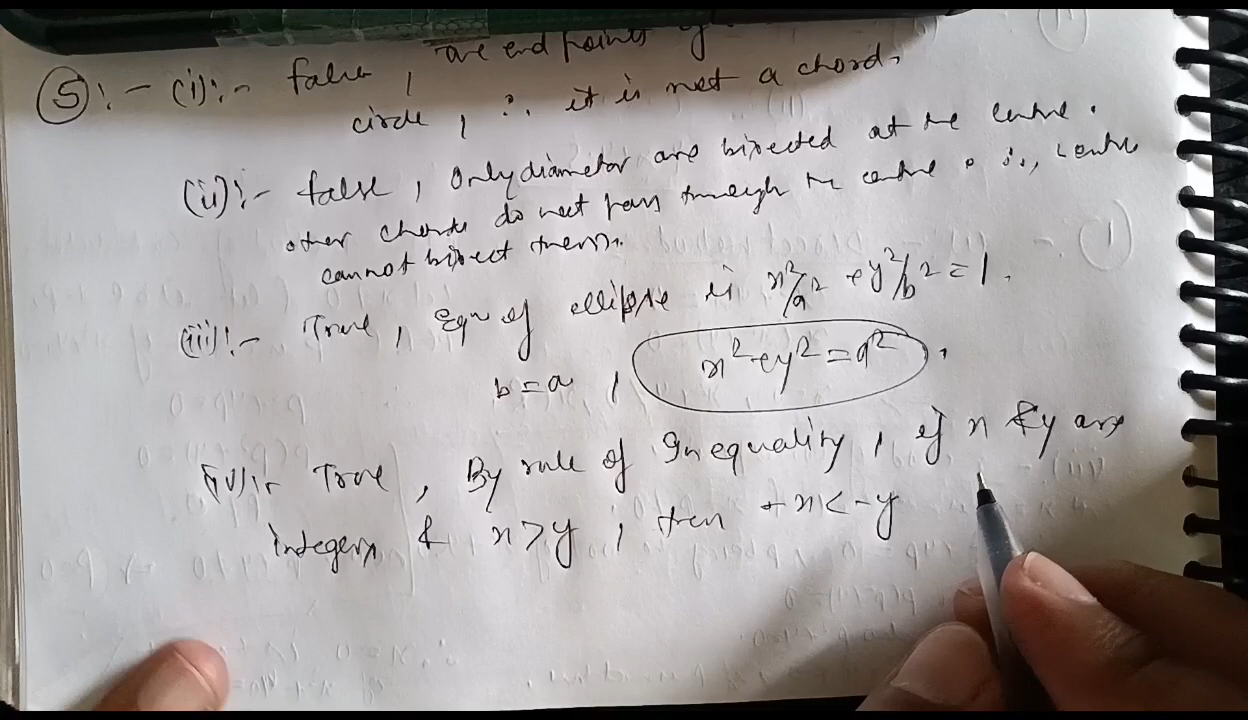 are end points of
(5):- (i):- false,
circle, ∴ it is not a chord.
(ii):- false, Only diameter are bisected at the centre.
other chords do not pass through the centre o is, centre
cannot bisect them.
(iii):- True, Eqn of ellipse is x²/a² + y²/b² = 1.
b = a, x² + y² = a².
(iv):- True, By rule of Inequality, if x & y are
integers & x > y, then - x < - y